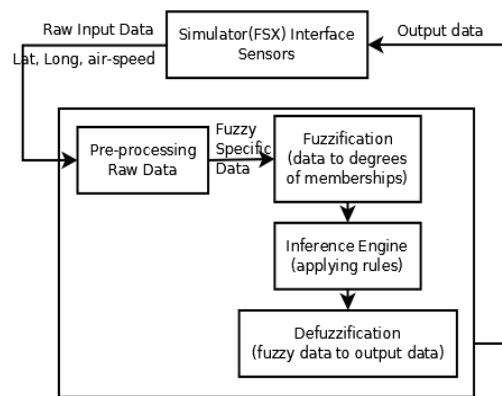 Raw Input Data
Lat, Long, air-speed
Simulator(FSX) Interface
Sensors
Output data
Pre-processing
Raw Data
Fuzzy
Specific
Data
Fuzzification
(data to degrees
of memberships)
Inference Engine
(applying rules)
Defuzzification
(fuzzy data to output data)